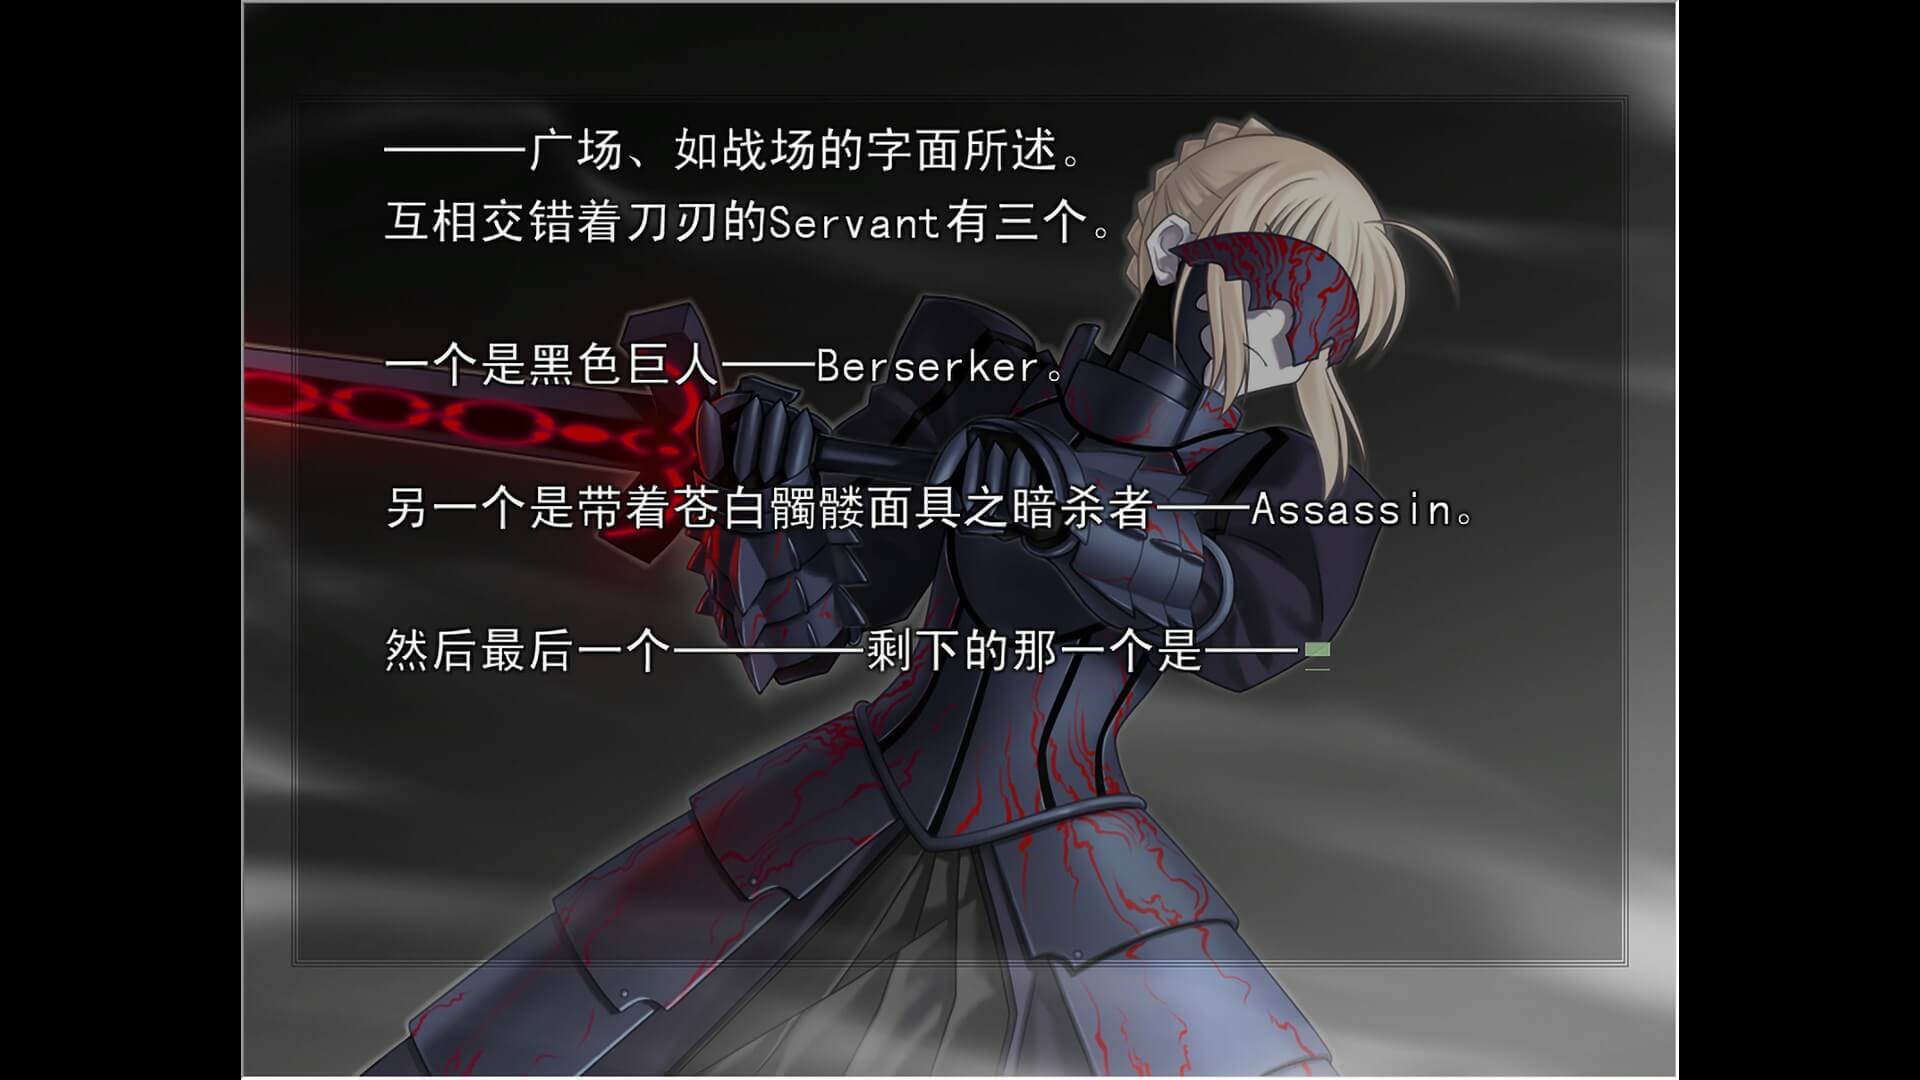 ———广场、如战场的字面所述。
互相交错着刀刃的Servant有三个。
一个是黑色巨人——Berserker。
另一个是带着苍白髑髅面具之暗杀者——Assassin。
然后最后一个————剩下的那一个是——